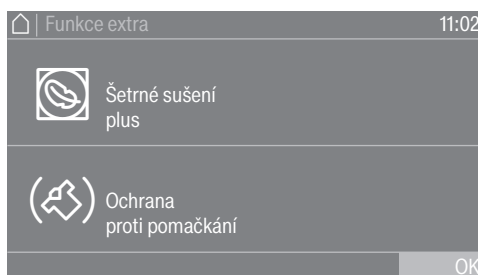 | Funkce extra 11:02
Šetrné sušení
plus
Ochrana
proti pomačkání
OK